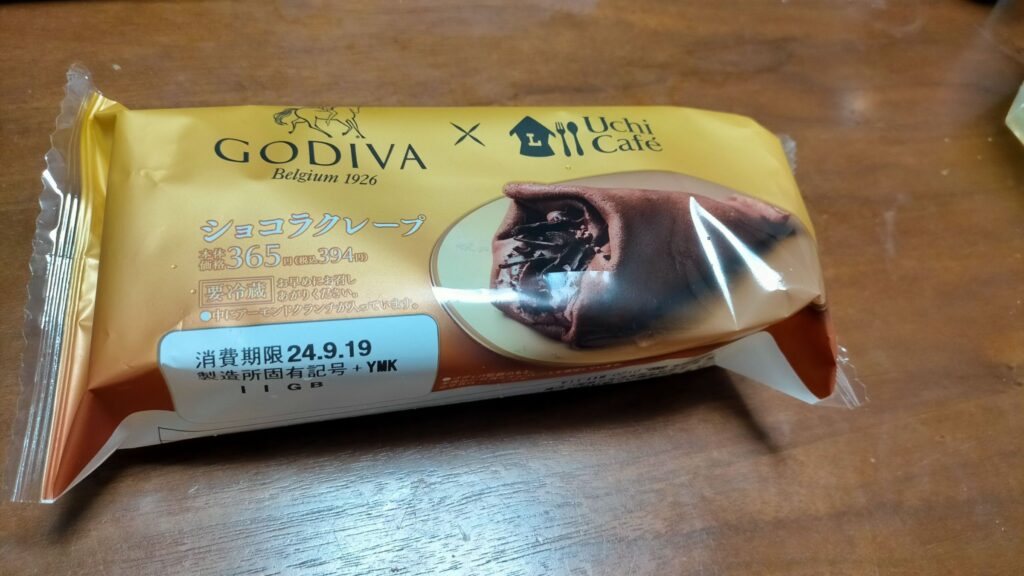 GODIVA
Belgium 1926
×
L
Uchi
Café
ショコラクレープ
本体
価格365円(税込394円)
要冷蔵
お早めにお召し
あがりください。
●中にアーモンドクランチが入っています。
消費期限 24.9.19
製造所固有記号 + YMK
I I G B